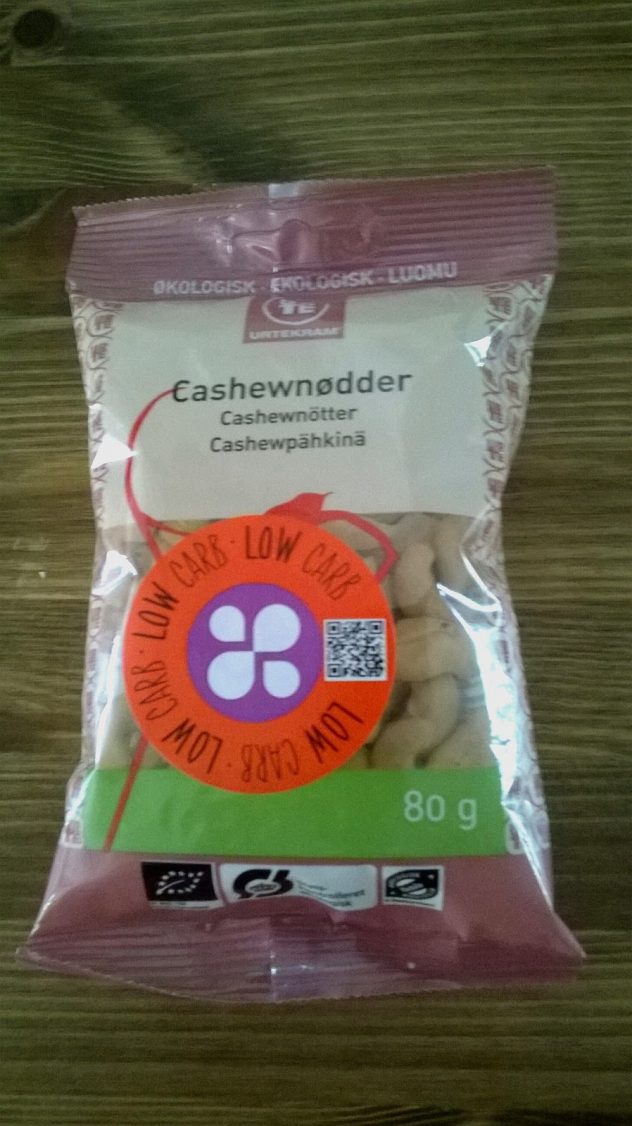 ØKOLOGISK · EKOLOGISK · LUOMU
URTEKRAM
Cashewnødder
Cashewnötter
Cashewpähkinä
LOW CARB · LOW CARB · LOW CARB · LOW CARB
80 g